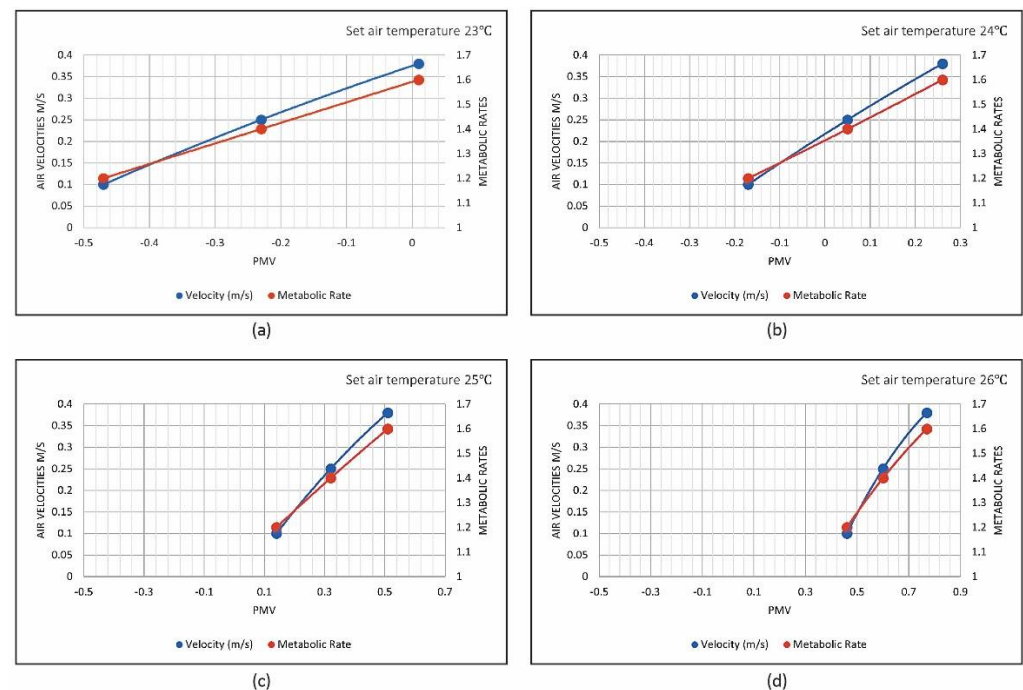 Set air temperature 23℃
0.4
0.35
0.3
0.25
0.2
0.15
0.1
0.05
0
AIR VELOCITIES M/S
1.7
1.6
1.5
1.4
1.3
1.2
1.1
1
METABOLIC RATES
-0.5 -0.4 -0.3 -0.2 -0.1 0
PMV
Velocity (m/s) Metabolic Rate
(a)
Set air temperature 24℃
0.4
0.35
0.3
0.25
0.2
0.15
0.1
0.05
0
AIR VELOCITIES M/S
1.7
1.6
1.5
1.4
1.3
1.2
1.1
1
METABOLIC RATES
-0.5 -0.4 -0.3 -0.2 -0.1 0 0.1 0.2 0.3
PMV
Velocity (m/s) Metabolic Rate
(b)
Set air temperature 25℃
0.4
0.35
0.3
0.25
0.2
0.15
0.1
0.05
0
AIR VELOCITIES M/S
1.7
1.6
1.5
1.4
1.3
1.2
1.1
1
METABOLIC RATES
-0.5 -0.3 -0.1 0.1 0.3 0.5 0.7
PMV
Velocity (m/s) Metabolic Rate
(c)
Set air temperature 26℃
0.4
0.35
0.3
0.25
0.2
0.15
0.1
0.05
0
AIR VELOCITIES M/S
1.7
1.6
1.5
1.4
1.3
1.2
1.1
1
METABOLIC RATES
-0.5 -0.3 -0.1 0.1 0.3 0.5 0.7 0.9
PMV
Velocity (m/s) Metabolic Rate
(d)